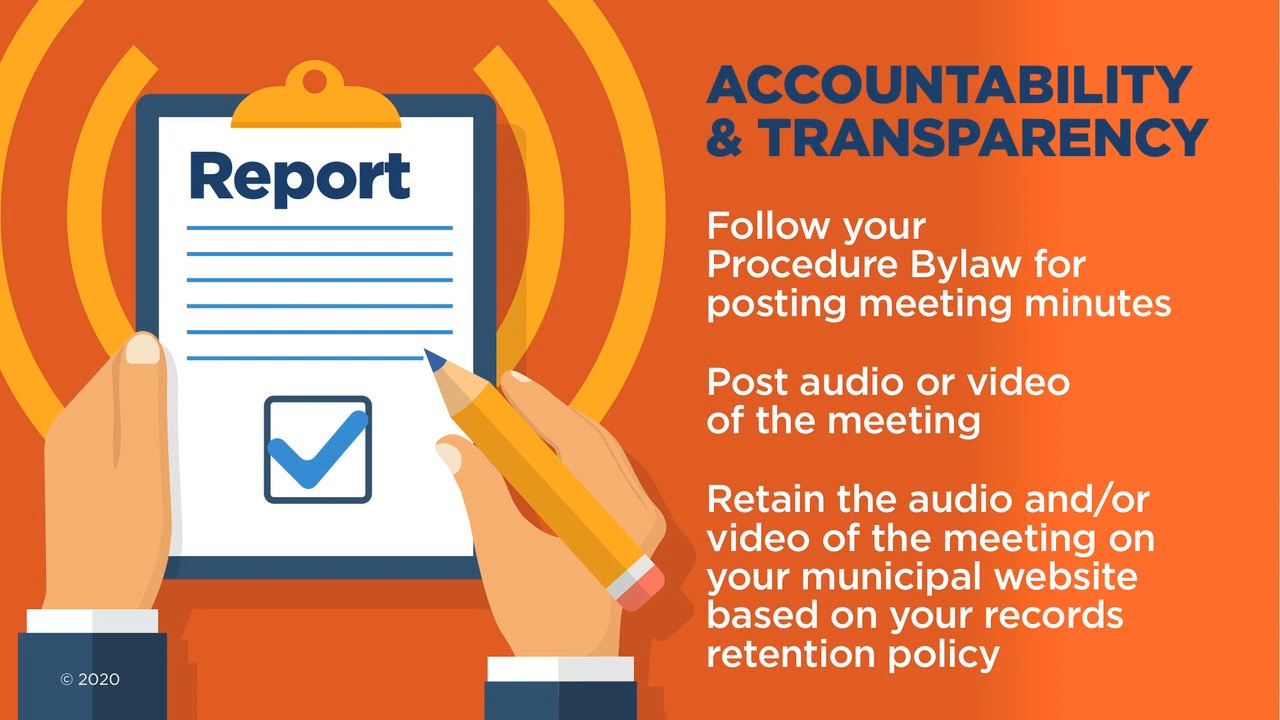 Report
ACCOUNTABILITY
& TRANSPARENCY
Follow your
Procedure Bylaw for
posting meeting minutes
Post audio or video
of the meeting
Retain the audio and/or
video of the meeting on
your municipal website
based on your records
retention policy
© 2020